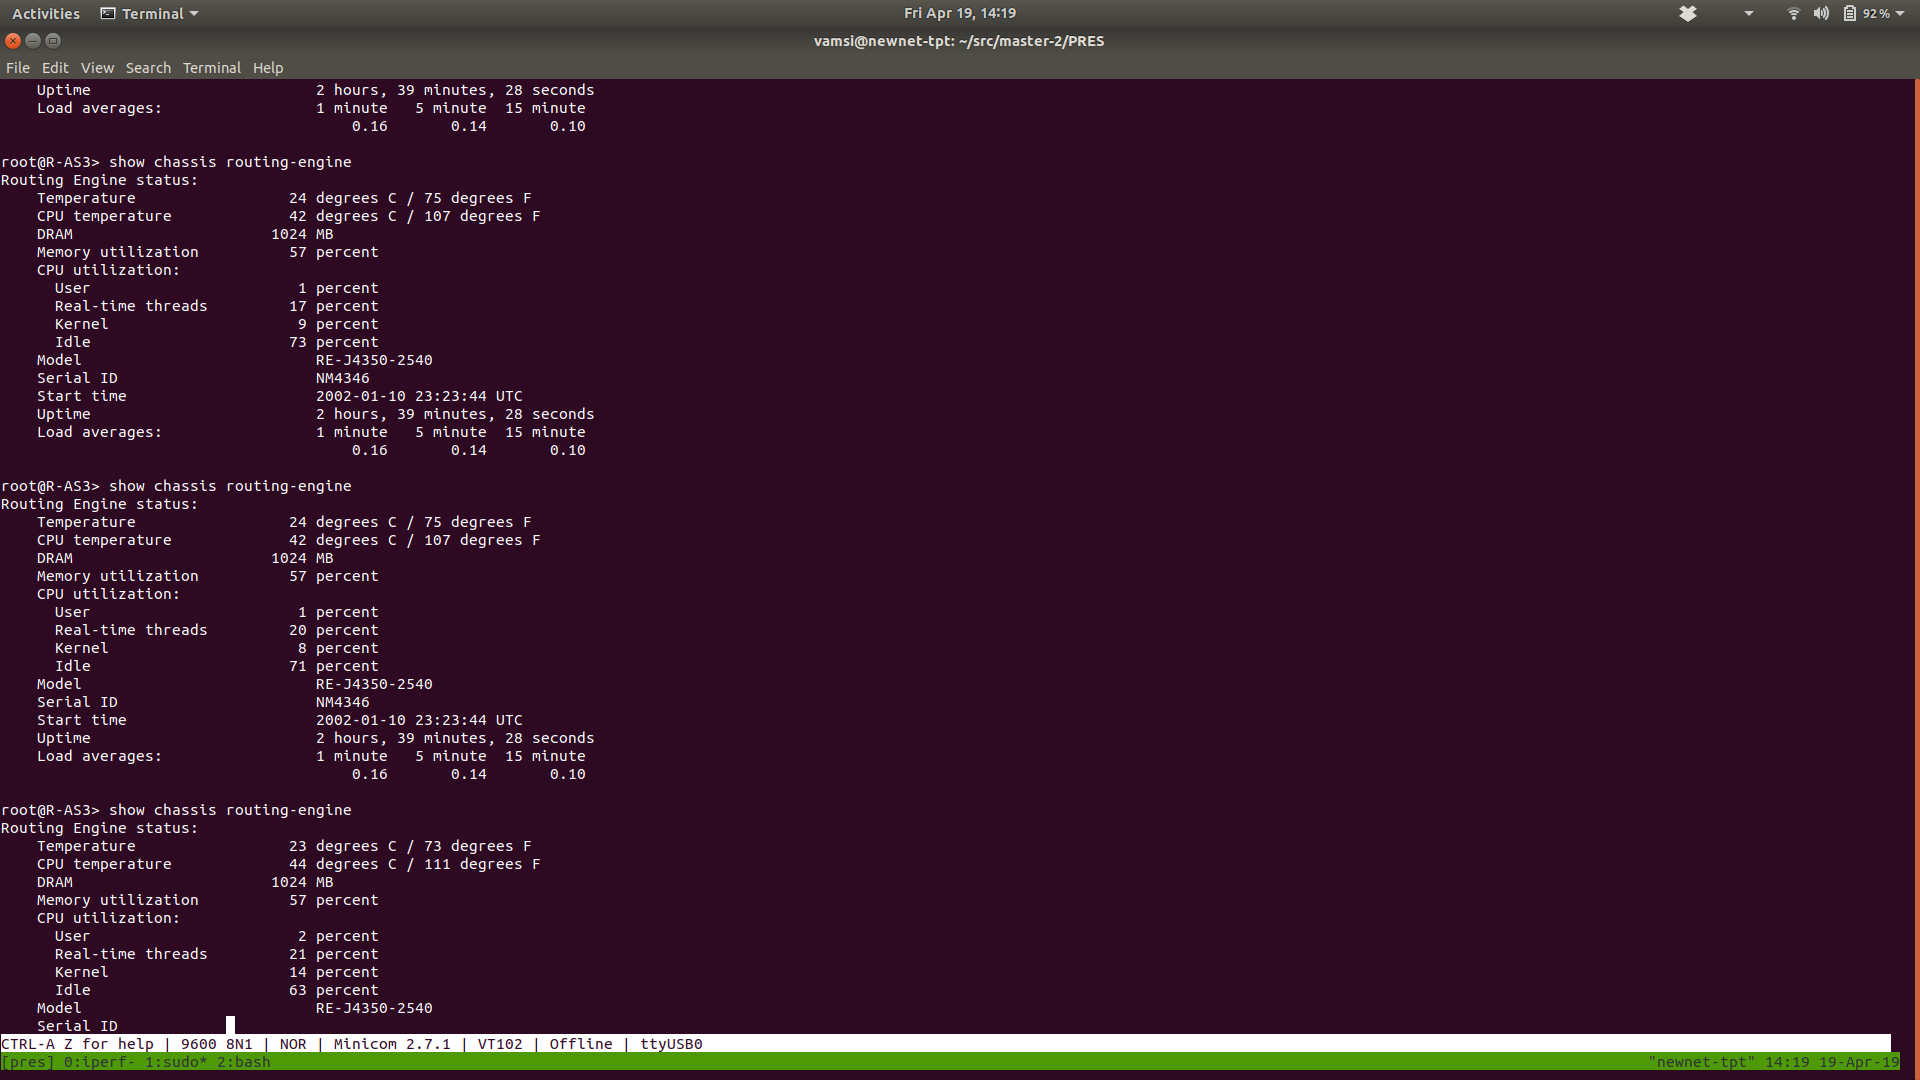 Activities Terminal Fri Apr 19, 14:19 92 %
vamsi@newnet-tpt: ~/src/master-2/PRES
File Edit View Search Terminal Help
    Uptime                         2 hours, 39 minutes, 28 seconds
    Load averages:                 1 minute   5 minute  15 minute
                                       0.16       0.14       0.10
root@R-AS3> show chassis routing-engine
Routing Engine status:
    Temperature                 24 degrees C / 75 degrees F
    CPU temperature             42 degrees C / 107 degrees F
    DRAM                      1024 MB
    Memory utilization          57 percent
    CPU utilization:
      User                       1 percent
      Real-time threads         17 percent
      Kernel                     9 percent
      Idle                      73 percent
    Model                          RE-J4350-2540
    Serial ID                      NM4346
    Start time                     2002-01-10 23:23:44 UTC
    Uptime                         2 hours, 39 minutes, 28 seconds
    Load averages:                 1 minute   5 minute  15 minute
                                       0.16       0.14       0.10
root@R-AS3> show chassis routing-engine
Routing Engine status:
    Temperature                 24 degrees C / 75 degrees F
    CPU temperature             42 degrees C / 107 degrees F
    DRAM                      1024 MB
    Memory utilization          57 percent
    CPU utilization:
      User                       1 percent
      Real-time threads         20 percent
      Kernel                     8 percent
      Idle                      71 percent
    Model                          RE-J4350-2540
    Serial ID                      NM4346
    Start time                     2002-01-10 23:23:44 UTC
    Uptime                         2 hours, 39 minutes, 28 seconds
    Load averages:                 1 minute   5 minute  15 minute
                                       0.16       0.14       0.10
root@R-AS3> show chassis routing-engine
Routing Engine status:
    Temperature                 23 degrees C / 73 degrees F
    CPU temperature             44 degrees C / 111 degrees F
    DRAM                      1024 MB
    Memory utilization          57 percent
    CPU utilization:
      User                       2 percent
      Real-time threads         21 percent
      Kernel                    14 percent
      Idle                      63 percent
    Model                          RE-J4350-2540
    Serial ID
CTRL-A Z for help | 9600 8N1 | NOR | Minicom 2.7.1 | VT102 | Offline | ttyUSB0
[pres] 0:iperf- 1:sudo* 2:bash "newnet-tpt" 14:19 19-Apr-19